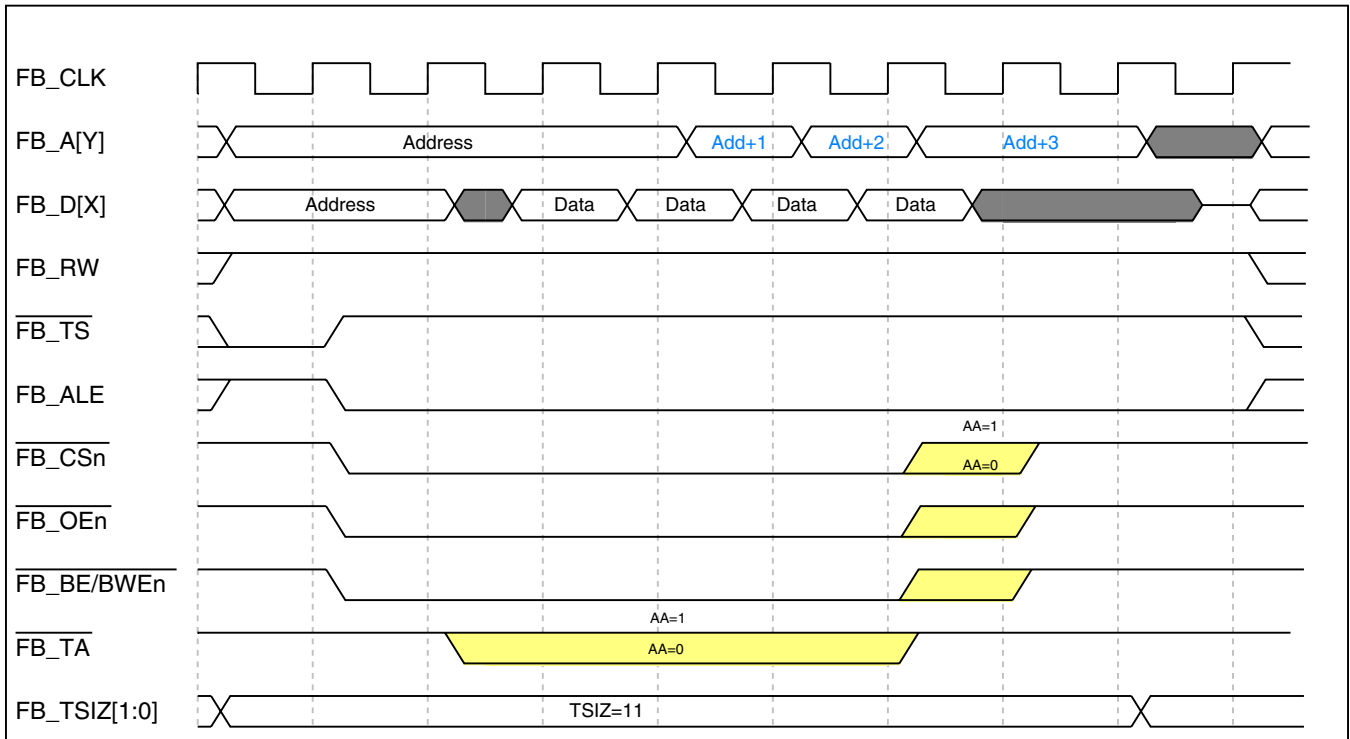 FB_CLK
FB_A[Y] Address Add+1 Add+2 Add+3
FB_D[X] Address Data Data Data Data
FB_RW
FB_TS
FB_ALE
AA=1
FB_CSn AA=0
FB_OEn
FB_BE/BWEn
AA=1
FB_TA AA=0
FB_TSIZ[1:0] TSIZ=11